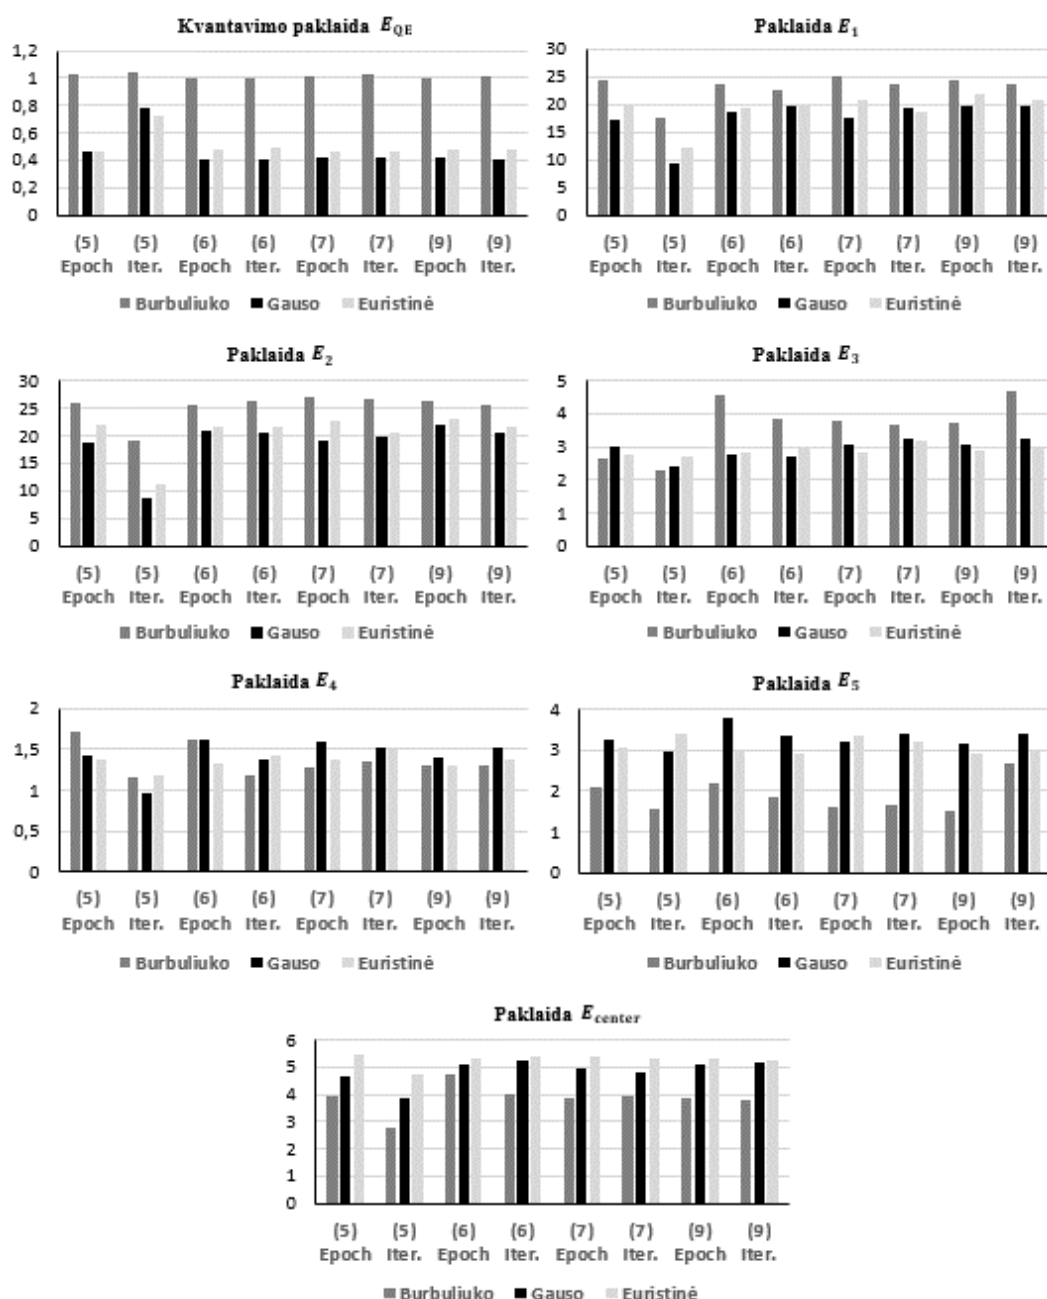 Kvantavimo paklaida E_QE
1,2
1
0,8
0,6
0,4
0,2
0
(5) (5) (6) (6) (7) (7) (9) (9)
Epoch Iter. Epoch Iter. Epoch Iter. Epoch Iter.
Burbuliuko Gauso Euristinė
Paklaida E_1
30
25
20
15
10
5
0
(5) (5) (6) (6) (7) (7) (9) (9)
Epoch Iter. Epoch Iter. Epoch Iter. Epoch Iter.
Burbuliuko Gauso Euristinė
Paklaida E_2
30
25
20
15
10
5
0
(5) (5) (6) (6) (7) (7) (9) (9)
Epoch Iter. Epoch Iter. Epoch Iter. Epoch Iter.
Burbuliuko Gauso Euristinė
Paklaida E_3
5
4
3
2
1
0
(5) (5) (6) (6) (7) (7) (9) (9)
Epoch Iter. Epoch Iter. Epoch Iter. Epoch Iter.
Burbuliuko Gauso Euristinė
Paklaida E_4
2
1,5
1
0,5
0
(5) (5) (6) (6) (7) (7) (9) (9)
Epoch Iter. Epoch Iter. Epoch Iter. Epoch Iter.
Burbuliuko Gauso Euristinė
Paklaida E_5
4
3
2
1
0
(5) (5) (6) (6) (7) (7) (9) (9)
Epoch Iter. Epoch Iter. Epoch Iter. Epoch Iter.
Burbuliuko Gauso Euristinė
Paklaida E_center
6
5
4
3
2
1
0
(5) (5) (6) (6) (7) (7) (9) (9)
Epoch Iter. Epoch Iter. Epoch Iter. Epoch Iter.
Burbuliuko Gauso Euristinė